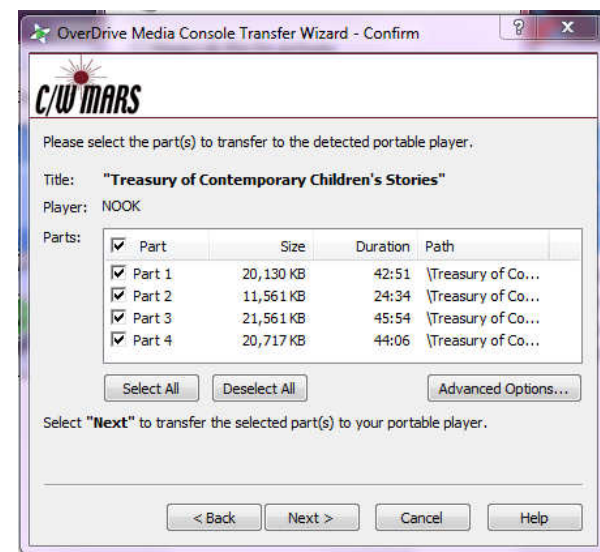 OverDrive Media Console Transfer Wizard - Confirm
C/W MARS
Please select the part(s) to transfer to the detected portable player.
Title: "Treasury of Contemporary Children's Stories"
Player: NOOK
Parts: Part Size Duration Path
Part 1 20,130 KB 42:51 \Treasury of Co...
Part 2 11,561 KB 24:34 \Treasury of Co...
Part 3 21,561 KB 45:54 \Treasury of Co...
Part 4 20,717 KB 44:06 \Treasury of Co...
Select All Deselect All Advanced Options...
Select "Next" to transfer the selected part(s) to your portable player.
< Back Next > Cancel Help